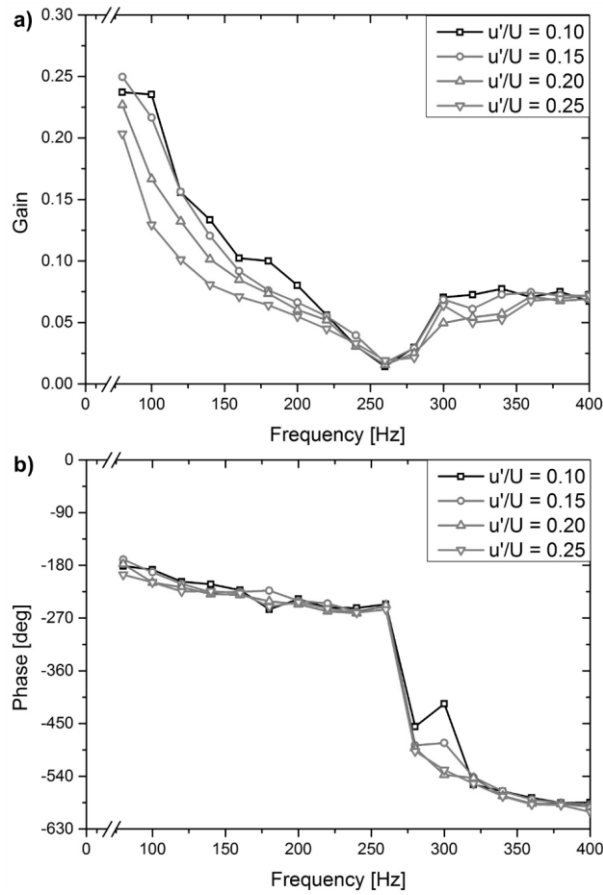 a)
0.30
0.25
0.20
0.15
0.10
0.05
0.00
Gain
u'/U = 0.10
u'/U = 0.15
u'/U = 0.20
u'/U = 0.25
0 100 150 200 250 300 350 400
Frequency [Hz]
b)
0
-90
-180
-270
-360
-450
-540
-630
Phase [deg]
u'/U = 0.10
u'/U = 0.15
u'/U = 0.20
u'/U = 0.25
0 100 150 200 250 300 350 400
Frequency [Hz]